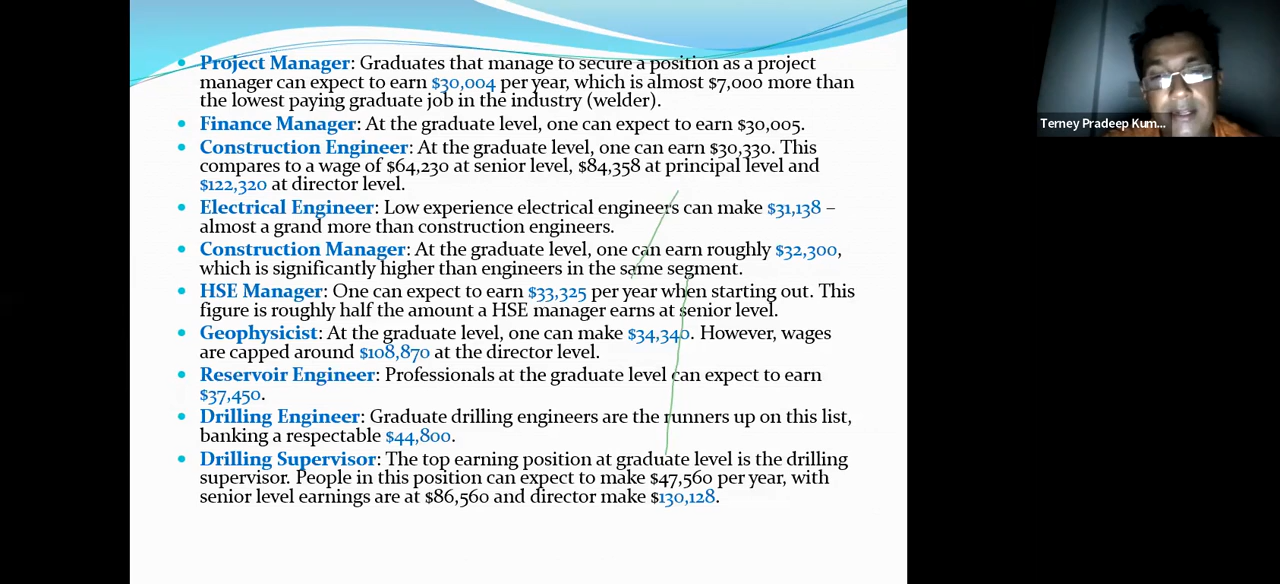 • Project Manager: Graduates that manage to secure a position as a project
manager can expect to earn $30,004 per year, which is almost $7,000 more than
the lowest paying graduate job in the industry (welder).
• Finance Manager: At the graduate level, one can expect to earn $30,005.
• Construction Engineer: At the graduate level, one can earn $30,330. This
compares to a wage of $64,230 at senior level, $84,358 at principal level and
$122,320 at director level.
• Electrical Engineer: Low experience electrical engineers can make $31,138 –
almost a grand more than construction engineers.
• Construction Manager: At the graduate level, one can earn roughly $32,300,
which is significantly higher than engineers in the same segment.
• HSE Manager: One can expect to earn $33,325 per year when starting out. This
figure is roughly half the amount a HSE manager earns at senior level.
• Geophysicist: At the graduate level, one can make $34,340. However, wages
are capped around $108,870 at the director level.
• Reservoir Engineer: Professionals at the graduate level can expect to earn
$37,450.
• Drilling Engineer: Graduate drilling engineers are the runners up on this list,
banking a respectable $44,800.
• Drilling Supervisor: The top earning position at graduate level is the drilling
supervisor. People in this position can expect to make $47,560 per year, with
senior level earnings are at $86,560 and director make $130,128.
Terney Pradeep Kum...